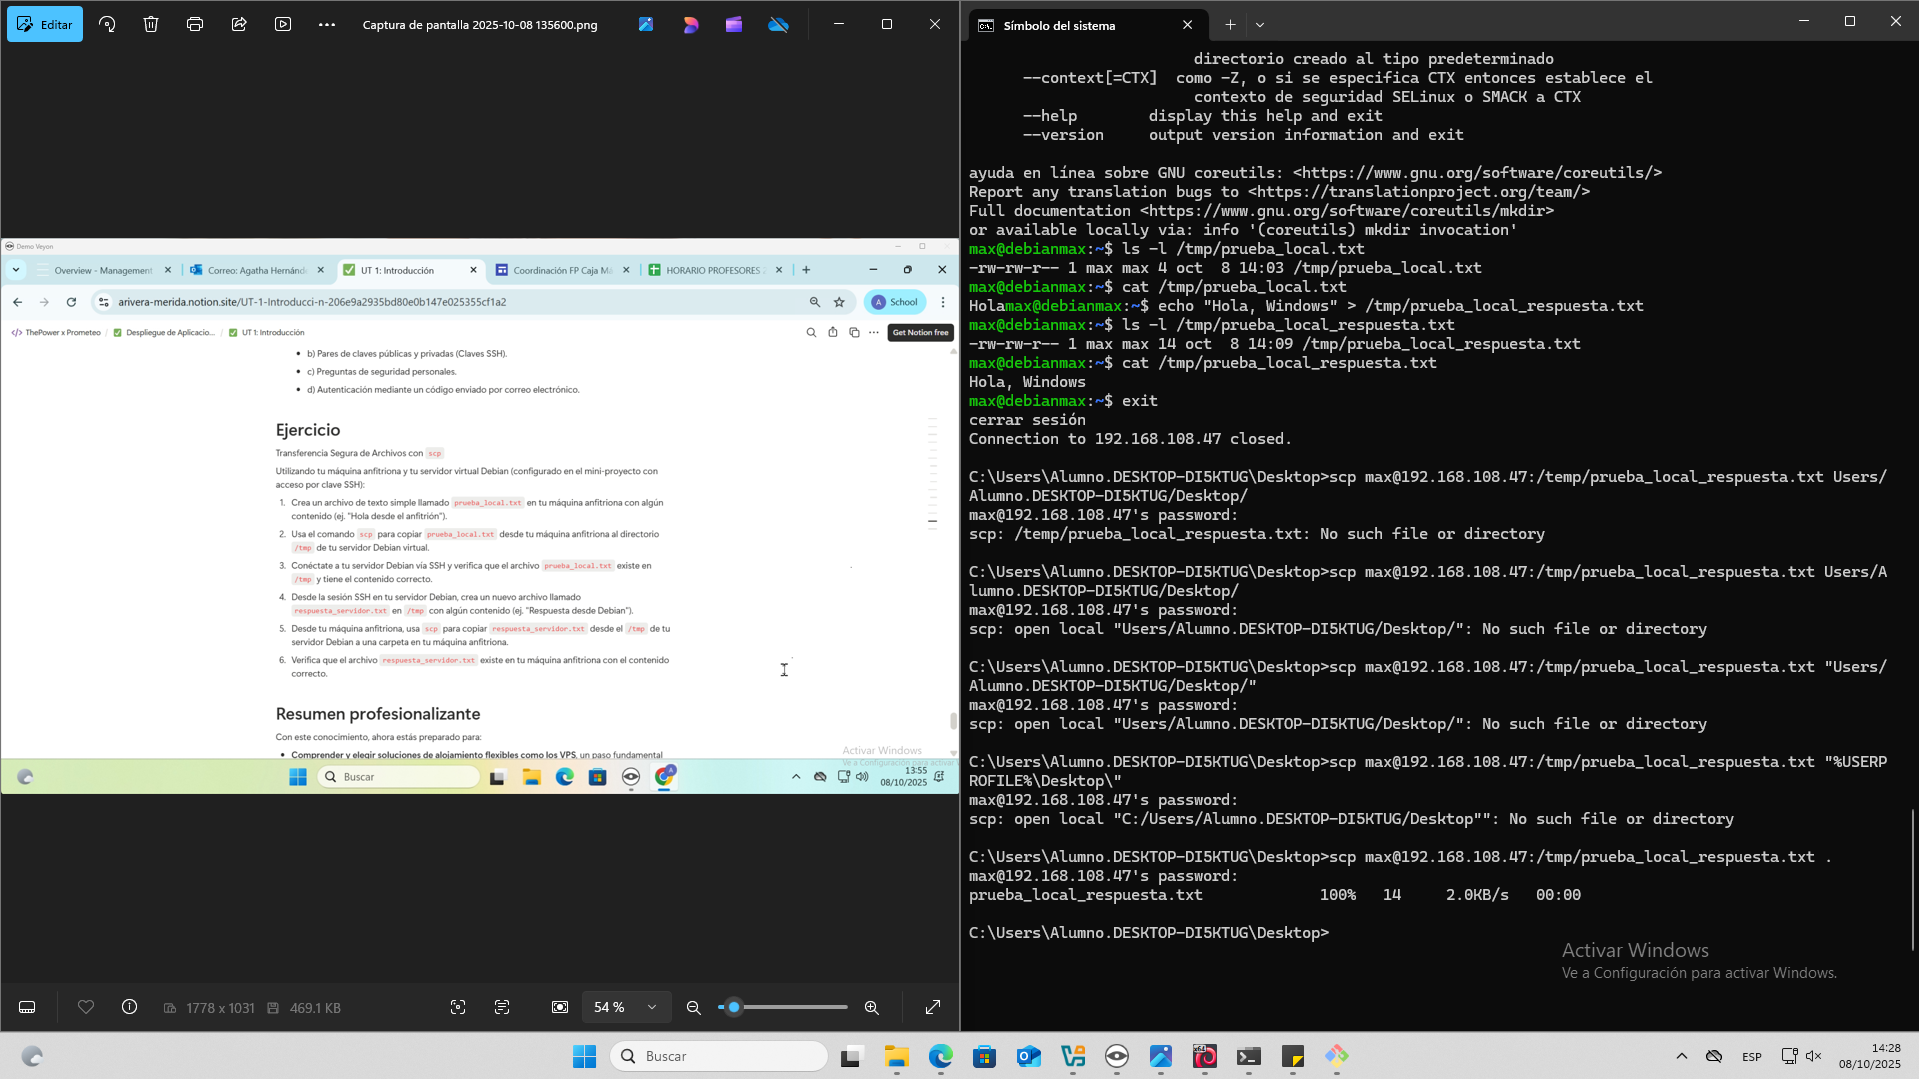 Editar
Captura de pantalla 2025-10-08 135600.png
Demo Veyon
Overview - Management
Correo: Agatha Hernánd
UT 1: Introducción
Coordinación FP Caja Ma
HORARIO PROFESORES 2
arivera-merida.notion.site/UT-1-Introducci-n-206e9a2935bd80e0b147e025355cf1a2
School
ThePower x Prometeo / Despliegue de Aplicacio... / UT 1: Introducción
Get Notion free
b) Pares de claves públicas y privadas (Claves SSH).
c) Preguntas de seguridad personales.
d) Autenticación mediante un código enviado por correo electrónico.
Ejercicio
Transferencia Segura de Archivos con scp
Utilizando tu máquina anfitriona y tu servidor virtual Debian (configurado en el mini-proyecto con
acceso por clave SSH):
1. Crea un archivo de texto simple llamado prueba_local.txt en tu máquina anfitriona con algún
contenido (ej. "Hola desde el anfitrión").
2. Usa el comando scp para copiar prueba_local.txt desde tu máquina anfitriona al directorio
/tmp de tu servidor Debian virtual.
3. Conéctate a tu servidor Debian vía SSH y verifica que el archivo prueba_local.txt existe en
/tmp y tiene el contenido correcto.
4. Desde la sesión SSH en tu servidor Debian, crea un nuevo archivo llamado
respuesta_servidor.txt en /tmp con algún contenido (ej. "Respuesta desde Debian").
5. Desde tu máquina anfitriona, usa scp para copiar respuesta_servidor.txt desde el /tmp de tu
servidor Debian a una carpeta en tu máquina anfitriona.
6. Verifica que el archivo respuesta_servidor.txt existe en tu máquina anfitriona con el contenido
correcto.
Resumen profesionalizante
Con este conocimiento, ahora estás preparado para:
Comprender y elegir soluciones de alojamiento flexibles como los VPS, un paso fundamental
Activar Windows
Ve a Configuración para activar Windows.
Buscar
13:55
08/10/2025
1778 x 1031
469.1 KB
54 %
Símbolo del sistema
directorio creado al tipo predeterminado
--context[=CTX]  como -Z, o si se especifica CTX entonces establece el
contexto de seguridad SELinux o SMACK a CTX
--help        display this help and exit
--version     output version information and exit
ayuda en línea sobre GNU coreutils: <https://www.gnu.org/software/coreutils/>
Report any translation bugs to <https://translationproject.org/team/>
Full documentation <https://www.gnu.org/software/coreutils/mkdir>
or available locally via: info '(coreutils) mkdir invocation'
max@debianmax:~$ ls -l /tmp/prueba_local.txt
-rw-rw-r-- 1 max max 4 oct  8 14:03 /tmp/prueba_local.txt
max@debianmax:~$ cat /tmp/prueba_local.txt
Holamax@debianmax:~$ echo "Hola, Windows" > /tmp/prueba_local_respuesta.txt
max@debianmax:~$ ls -l /tmp/prueba_local_respuesta.txt
-rw-rw-r-- 1 max max 14 oct  8 14:09 /tmp/prueba_local_respuesta.txt
max@debianmax:~$ cat /tmp/prueba_local_respuesta.txt
Hola, Windows
max@debianmax:~$ exit
cerrar sesión
Connection to 192.168.108.47 closed.
C:\Users\Alumno.DESKTOP-DI5KTUG\Desktop>scp max@192.168.108.47:/temp/prueba_local_respuesta.txt Users/
Alumno.DESKTOP-DI5KTUG/Desktop/
max@192.168.108.47's password:
scp: /temp/prueba_local_respuesta.txt: No such file or directory
C:\Users\Alumno.DESKTOP-DI5KTUG\Desktop>scp max@192.168.108.47:/tmp/prueba_local_respuesta.txt Users/A
lumno.DESKTOP-DI5KTUG/Desktop/
max@192.168.108.47's password:
scp: open local "Users/Alumno.DESKTOP-DI5KTUG/Desktop/": No such file or directory
C:\Users\Alumno.DESKTOP-DI5KTUG\Desktop>scp max@192.168.108.47:/tmp/prueba_local_respuesta.txt "Users/
Alumno.DESKTOP-DI5KTUG/Desktop/"
max@192.168.108.47's password:
scp: open local "Users/Alumno.DESKTOP-DI5KTUG/Desktop/": No such file or directory
C:\Users\Alumno.DESKTOP-DI5KTUG\Desktop>scp max@192.168.108.47:/tmp/prueba_local_respuesta.txt "%USERP
ROFILE%\Desktop\"
max@192.168.108.47's password:
scp: open local "C:/Users/Alumno.DESKTOP-DI5KTUG/Desktop"": No such file or directory
C:\Users\Alumno.DESKTOP-DI5KTUG\Desktop>scp max@192.168.108.47:/tmp/prueba_local_respuesta.txt .
max@192.168.108.47's password:
prueba_local_respuesta.txt             100%   14     2.0KB/s   00:00
C:\Users\Alumno.DESKTOP-DI5KTUG\Desktop>
Activar Windows
Ve a Configuración para activar Windows.
Buscar
ESP
14:28
08/10/2025